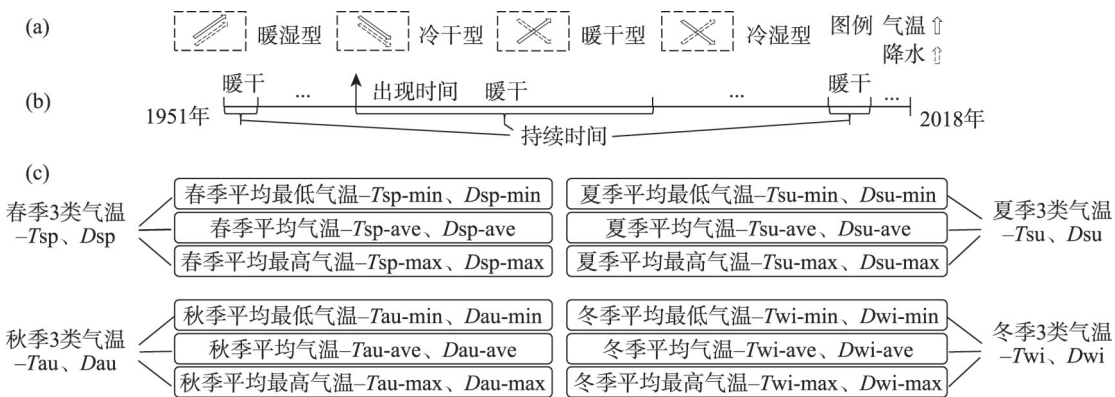 (a) 暖湿型 冷干型 暖干型 冷湿型 图例 气温
降水
(b) 暖干 ... 出现时间 暖干 ... 暖干 ...
1951年 持续时间 2018年
(c)
春季3类气温
–Tsp、Dsp
春季平均最低气温–Tsp-min、Dsp-min
春季平均气温–Tsp-ave、Dsp-ave
春季平均最高气温–Tsp-max、Dsp-max
夏季平均最低气温–Tsu-min、Dsu-min
夏季平均气温–Tsu-ave、Dsu-ave
夏季平均最高气温–Tsu-max、Dsu-max
夏季3类气温
–Tsu、Dsu
秋季3类气温
–Tau、Dau
秋季平均最低气温–Tau-min、Dau-min
秋季平均气温–Tau-ave、Dau-ave
秋季平均最高气温–Tau-max、Dau-max
冬季平均最低气温–Twi-min、Dwi-min
冬季平均气温–Twi-ave、Dwi-ave
冬季平均最高气温–Twi-max、Dwi-max
冬季3类气温
–Twi、Dwi